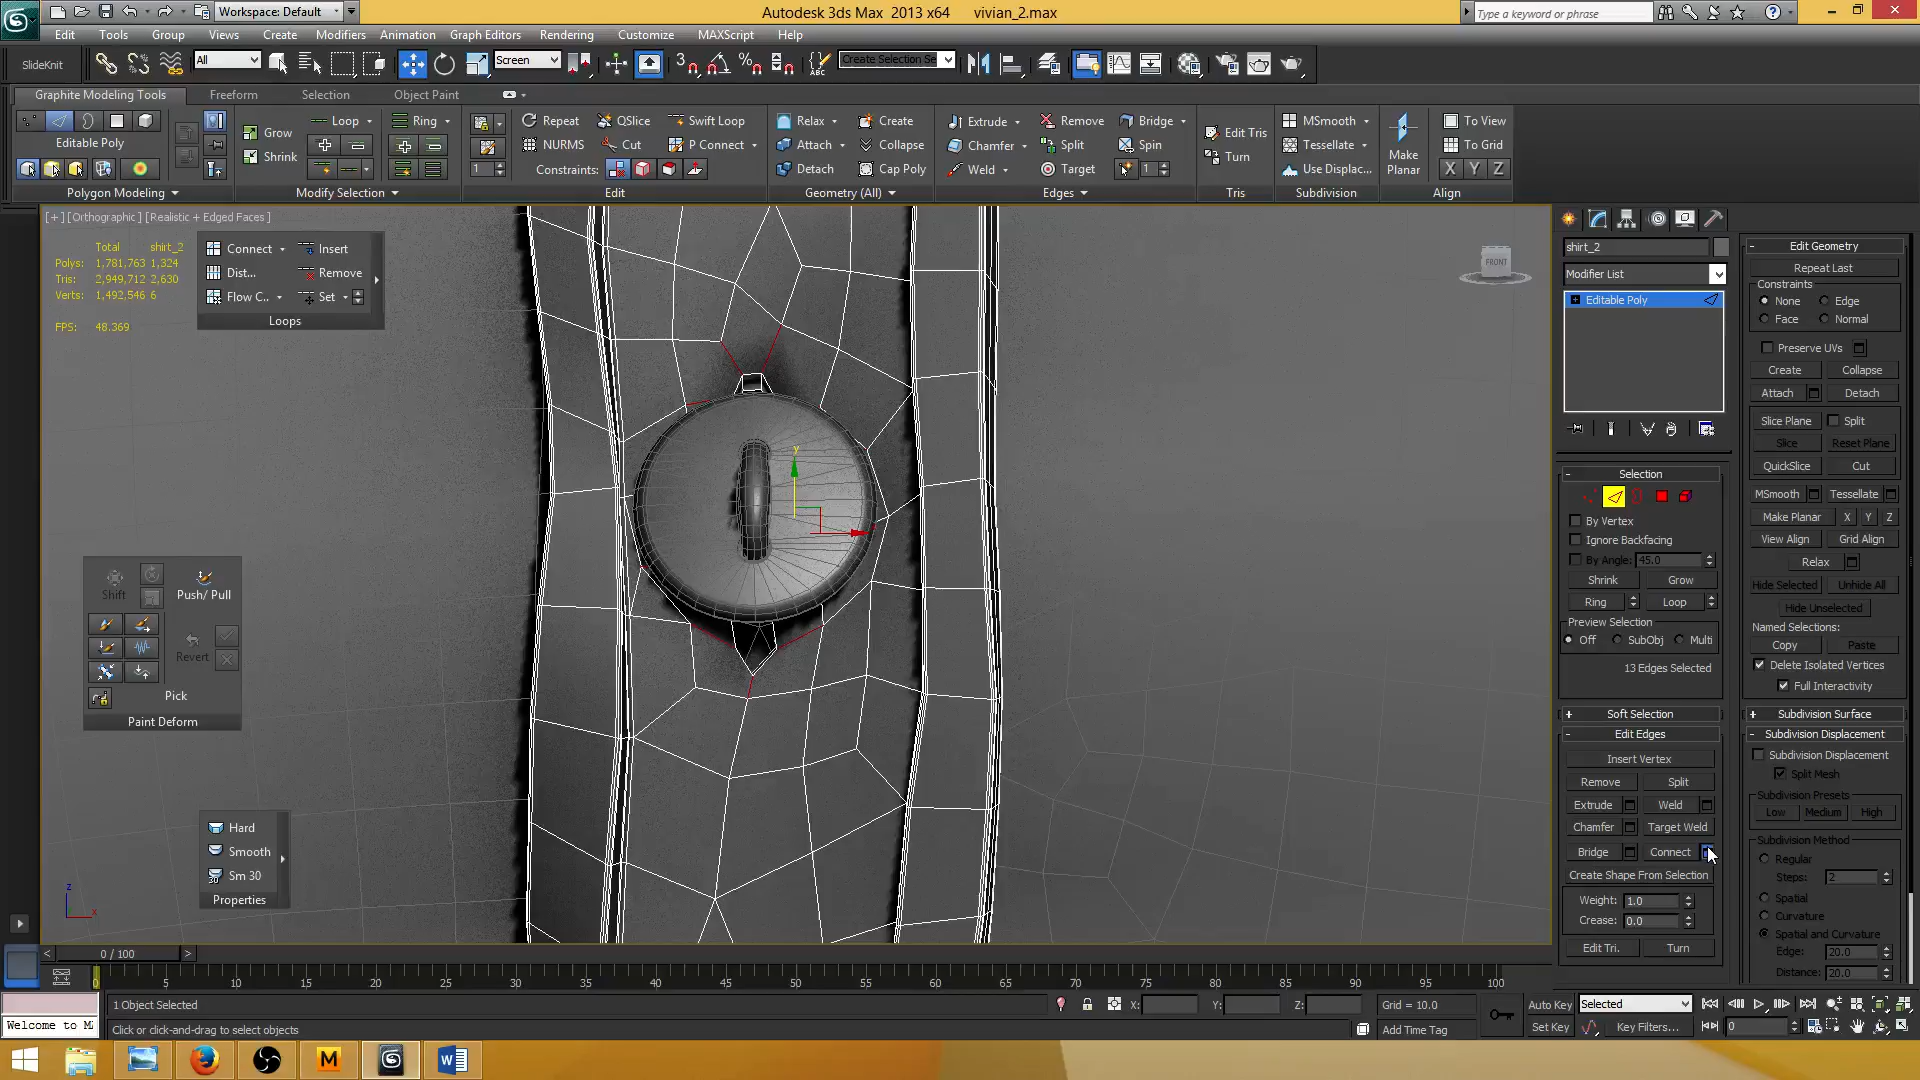 Workspace: Default
Autodesk 3ds Max 2013 x64 vivian_2.max
Type a keyword or phrase
Edit Tools Group Views Create Modifiers Animation Graph Editors Rendering Customize MAXScript Help
SlideKnit All Screen Create Selection Se
Graphite Modeling Tools Freeform Selection Object Paint
Loop Ring Repeat QSlice Swift Loop Relax Create Extrude Remove Bridge Edit Tris MSmooth To View
Editable Poly Grow NURMS Cut P Connect Attach Collapse Chamfer Split Spin Turn Tessellate Make Planar To Grid
Shrink 1 Constraints: Detach Cap Poly Weld Target 1 Use Displac... X Y Z
Polygon Modeling Modify Selection Edit Geometry (All) Edges Tris Subdivision Align
[+] [Orthographic] [Realistic + Edged Faces]
Total shirt_2
Polys: 1,781,763 1,324
Tris: 2,949,712 2,630
Verts: 1,492,546 6
FPS: 48.369
Connect Insert
Dist... Remove
Flow C.. Set
Loops
FRONT
y
Shift Push/ Pull
Revert
Pick
Paint Deform
Hard
Smooth
30 Sm 30
Properties
z
x
shirt_2
Modifier List
Editable Poly
Selection
By Vertex
Ignore Backfacing
By Angle: 45.0
Shrink Grow
Ring Loop
Preview Selection
Off SubObj Multi
13 Edges Selected
Soft Selection
Edit Edges
Insert Vertex
Remove Split
Extrude Weld
Chamfer Target Weld
Bridge Connect
Create Shape From Selection
Weight: 1.0
Crease: 0.0
Edit Tri. Turn
Edit Geometry
Repeat Last
Constraints
None Edge
Face Normal
Preserve UVs
Create Collapse
Attach Detach
Slice Plane Split
Slice Reset Plane
QuickSlice Cut
MSmooth Tessellate
Make Planar X Y Z
View Align Grid Align
Relax
Hide Selected Unhide All
Hide Unselected
Named Selections:
Copy Paste
Delete Isolated Vertices
Full Interactivity
Subdivision Surface
Subdivision Displacement
Subdivision Displacement
Split Mesh
Subdivision Presets
Low Medium High
Subdivision Method
Regular
Steps: 2
Spatial
Curvature
Spatial and Curvature
Edge: 20.0
Distance: 20.0
< 0 / 100 >
0 5 10 15 20 25 30 35 40 45 50 55 60 65 70 75 80 85 90 95 100
1 Object Selected X: Y: Z: Grid = 10.0 Auto Key Selected
Welcome to Click or click-and-drag to select objects Add Time Tag Set Key Key Filters... 0